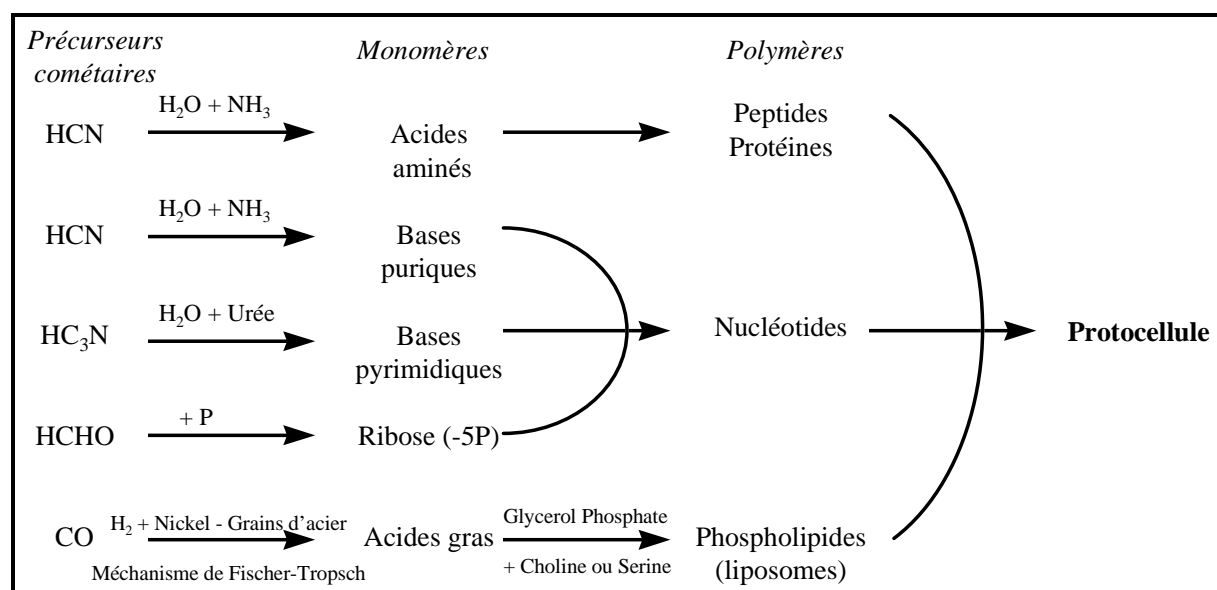 Précurseurs
cométaires
Monomères
Polymères
HCN
H₂O + NH₃
Acides
aminés
Peptides
Protéines
HCN
H₂O + NH₃
Bases
puriques
HC₃N
H₂O + Urée
Bases
pyrimidiques
Nucléotides
Protocellule
HCHO
+ P
Ribose (-5P)
CO
H₂ + Nickel - Grains d’acier
Méchanisme de Fischer-Tropsch
Acides gras
Glycerol Phosphate
+ Choline ou Serine
Phospholipides
(liposomes)